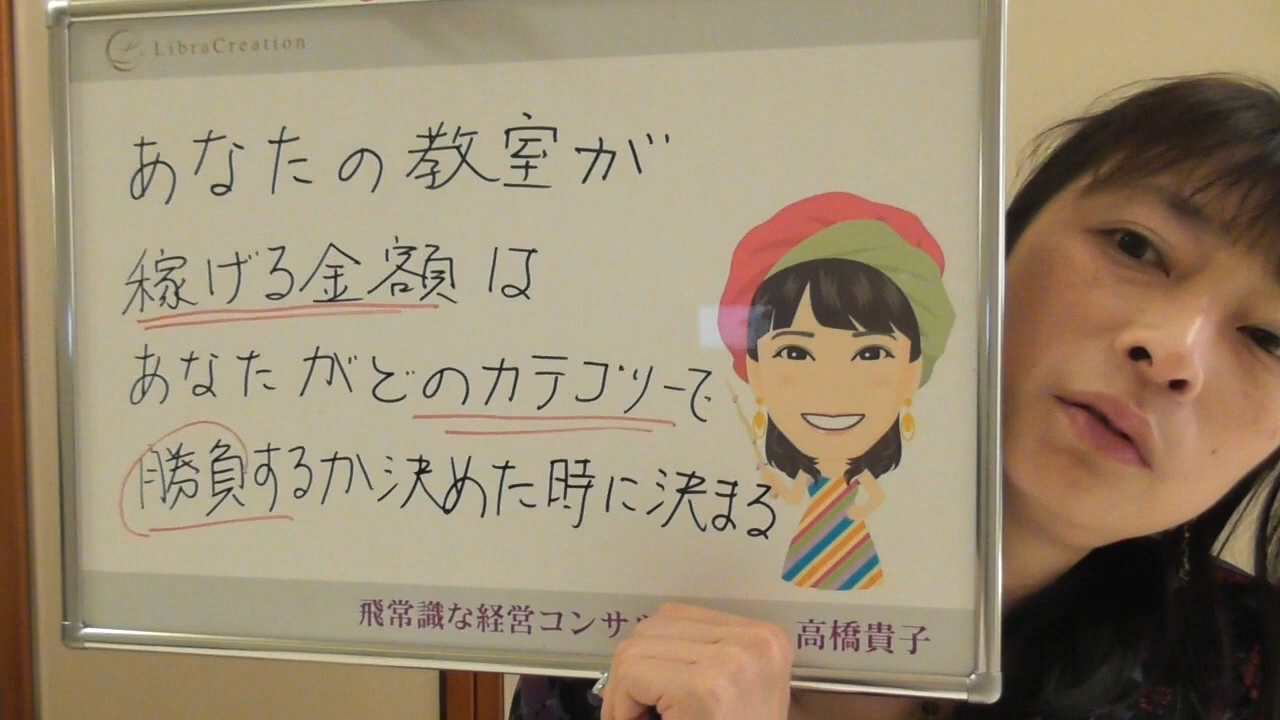 LibraCreation
あなたの教室が
稼げる金額は
あなたがどのカテゴリーで
勝負するか決めた時に決まる
飛常識な経営コンサ 高橋貴子